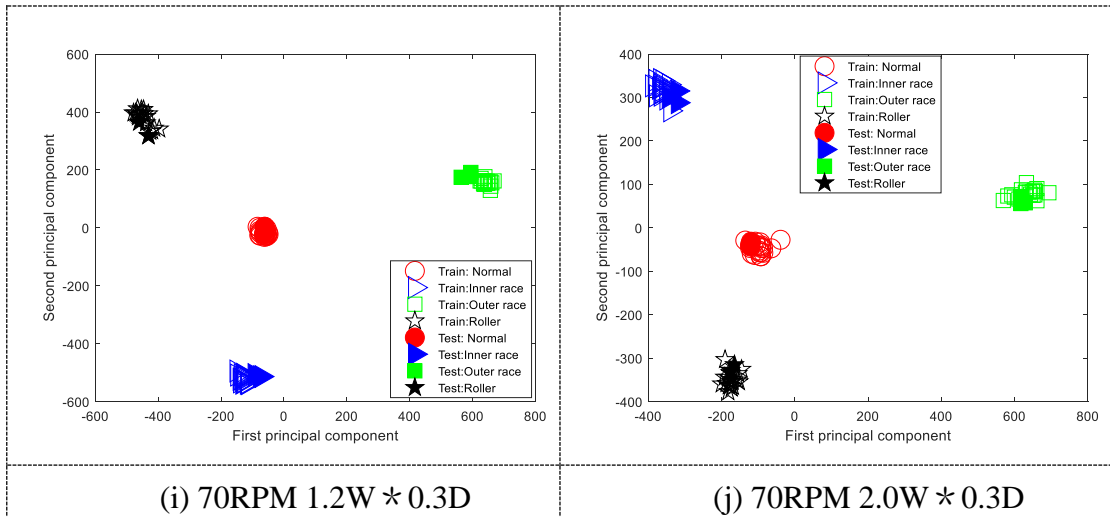 600
400
200
0
-200
-400
-600
Second principal component
-600 -400 -200 0 200 400 600 800
First principal component
Train: Normal
Train:Inner race
Train:Outer race
Train:Roller
Test: Normal
Test:Inner race
Test:Outer race
Test:Roller
(i) 70RPM 1.2W * 0.3D
400
300
200
100
0
-100
-200
-300
-400
Second principal component
-400 -200 0 200 400 600 800
First principal component
Train: Normal
Train:Inner race
Train:Outer race
Train:Roller
Test: Normal
Test:Inner race
Test:Outer race
Test:Roller
(j) 70RPM 2.0W * 0.3D